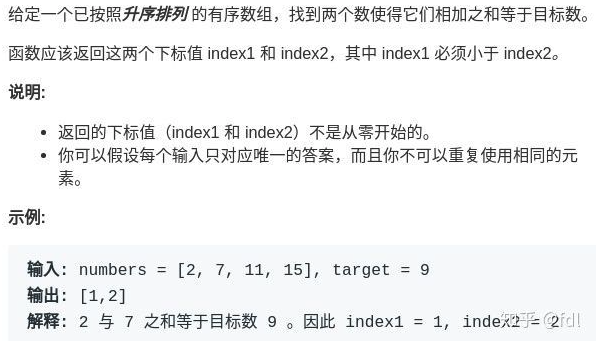 给定一个已按照升序排列 的有序数组，找到两个数使得它们相加之和等于目标数。
函数应该返回这两个下标值 index1 和 index2，其中 index1 必须小于 index2。
说明:
• 返回的下标值（index1 和 index2）不是从零开始的。
• 你可以假设每个输入只对应唯一的答案，而且你不可以重复使用相同的元
素。
示例:
输入: numbers = [2, 7, 11, 15], target = 9
输出: [1,2]
解释: 2 与 7 之和等于目标数 9 。因此 index1 = 1, index2 = 2
知乎 @fdl